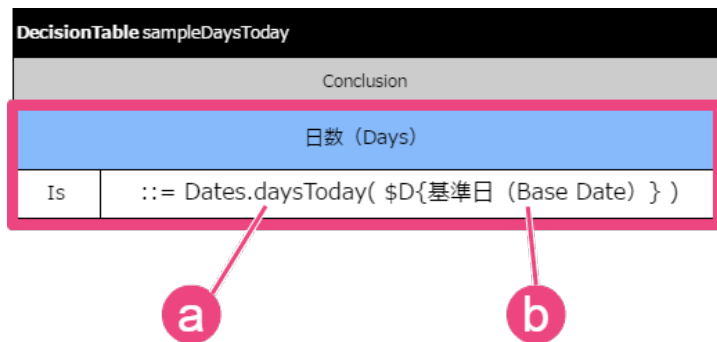 DecisionTable sampleDaysToday
Conclusion
日数（Days）
Is ::= Dates.daysToday( $D{基準日（Base Date）} )
a b